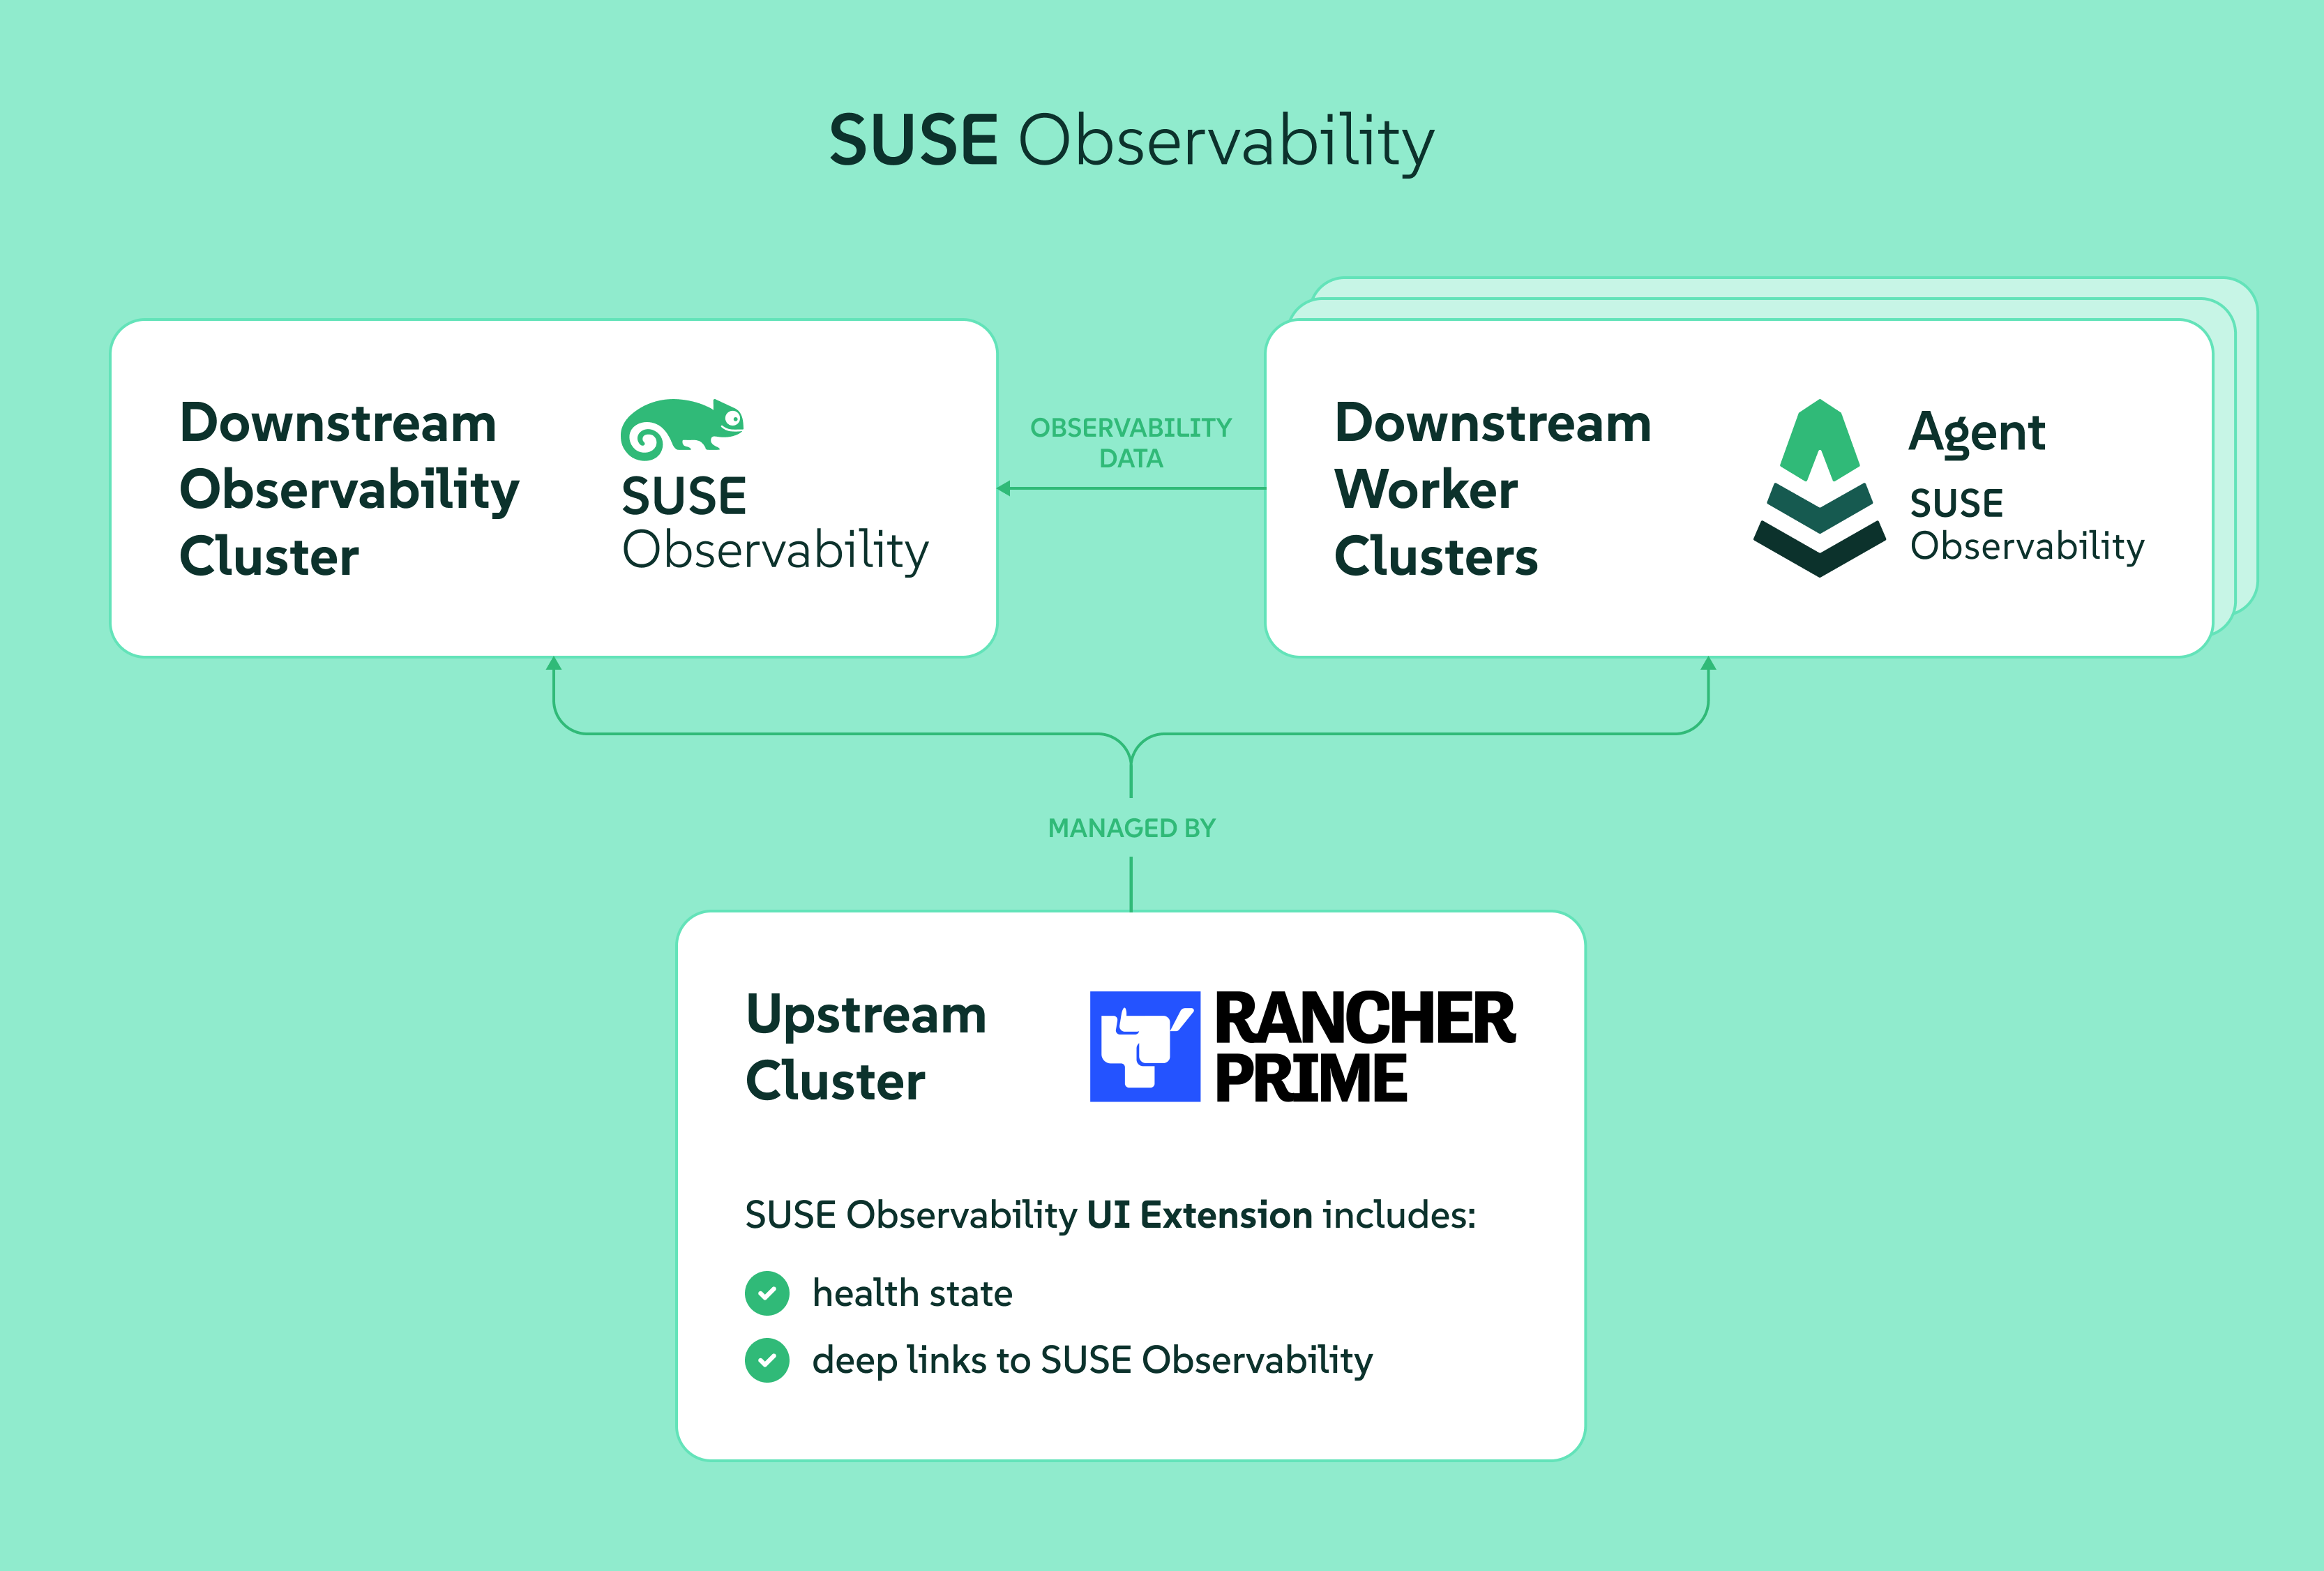 SUSE Observability
Downstream
Observability
Cluster
SUSE
Observability
OBSERVABILITY
DATA
Downstream
Worker
Clusters
Agent
SUSE
Observability
MANAGED BY
Upstream
Cluster
RANCHER
PRIME
SUSE Observability UI Extension includes:
health state
deep links to SUSE Observability